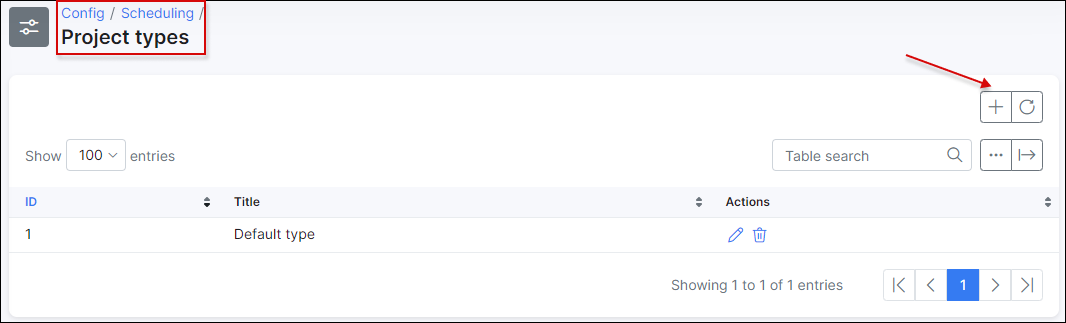 Config / Scheduling /
Project types
Show 100 entries
Table search
ID Title Actions
1 Default type
Showing 1 to 1 of 1 entries 1